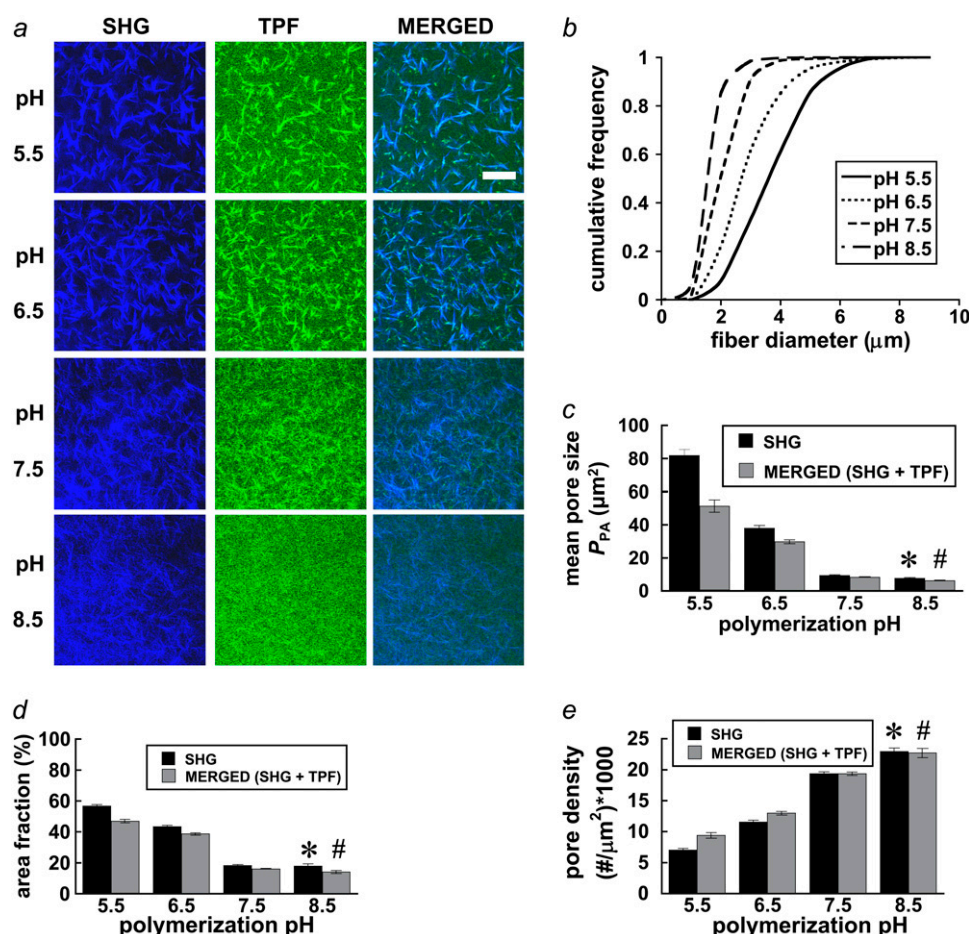 a
SHG TPF MERGED
pH
5.5
pH
6.5
pH
7.5
pH
8.5
b
cumulative frequency
1
0.8
0.6
0.4
0.2
0
0 2 4 6 8 10
fiber diameter (μm)
pH 5.5
pH 6.5
pH 7.5
pH 8.5
c
mean pore size
P_PA (μm²)
100
80
60
40
20
0
SHG
MERGED (SHG + TPF)
* #
5.5 6.5 7.5 8.5
polymerization pH
d
area fraction (%)
100
80
60
40
20
0
SHG
MERGED (SHG + TPF)
* #
5.5 6.5 7.5 8.5
polymerization pH
e
pore density
(#/μm²)*1000
25
20
15
10
5
0
SHG
MERGED (SHG + TPF)
* #
5.5 6.5 7.5 8.5
polymerization pH